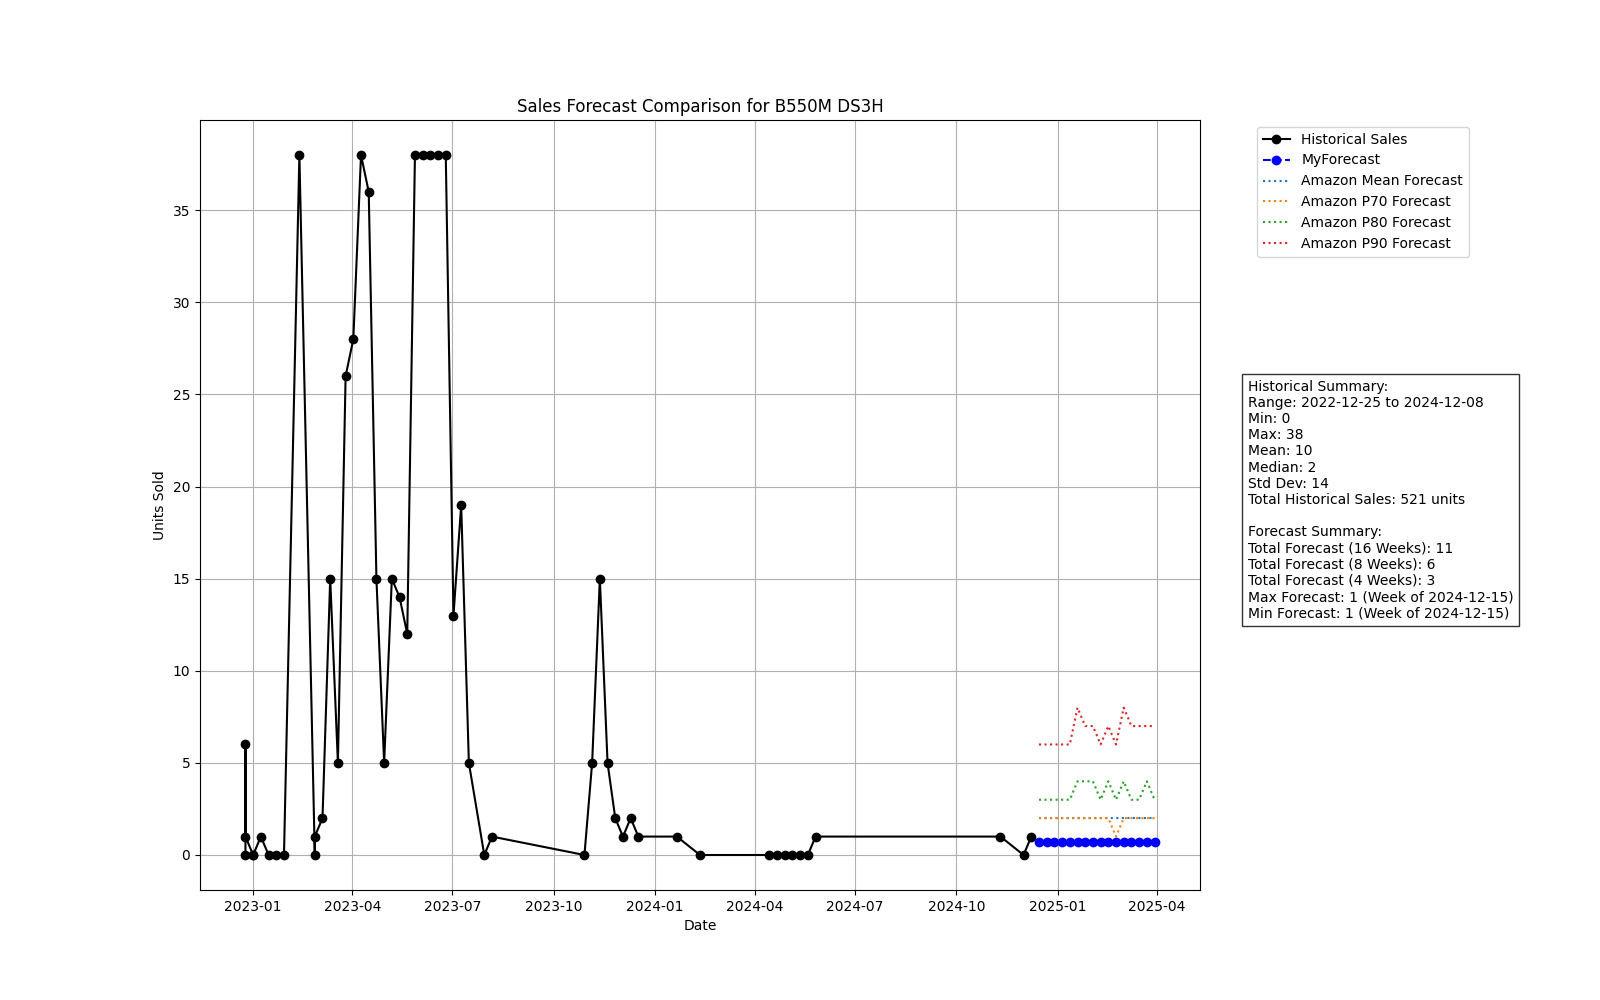 Sales Forecast Comparison for B550M DS3H
Historical Sales
MyForecast
Amazon Mean Forecast
Amazon P70 Forecast
Amazon P80 Forecast
Amazon P90 Forecast
Units Sold
35
30
25
20
15
10
5
0
2023-01
2023-04
2023-07
2023-10
2024-01
2024-04
2024-07
2024-10
2025-01
2025-04
Date
Historical Summary:
Range: 2022-12-25 to 2024-12-08
Min: 0
Max: 38
Mean: 10
Median: 2
Std Dev: 14
Total Historical Sales: 521 units
Forecast Summary:
Total Forecast (16 Weeks): 11
Total Forecast (8 Weeks): 6
Total Forecast (4 Weeks): 3
Max Forecast: 1 (Week of 2024-12-15)
Min Forecast: 1 (Week of 2024-12-15)